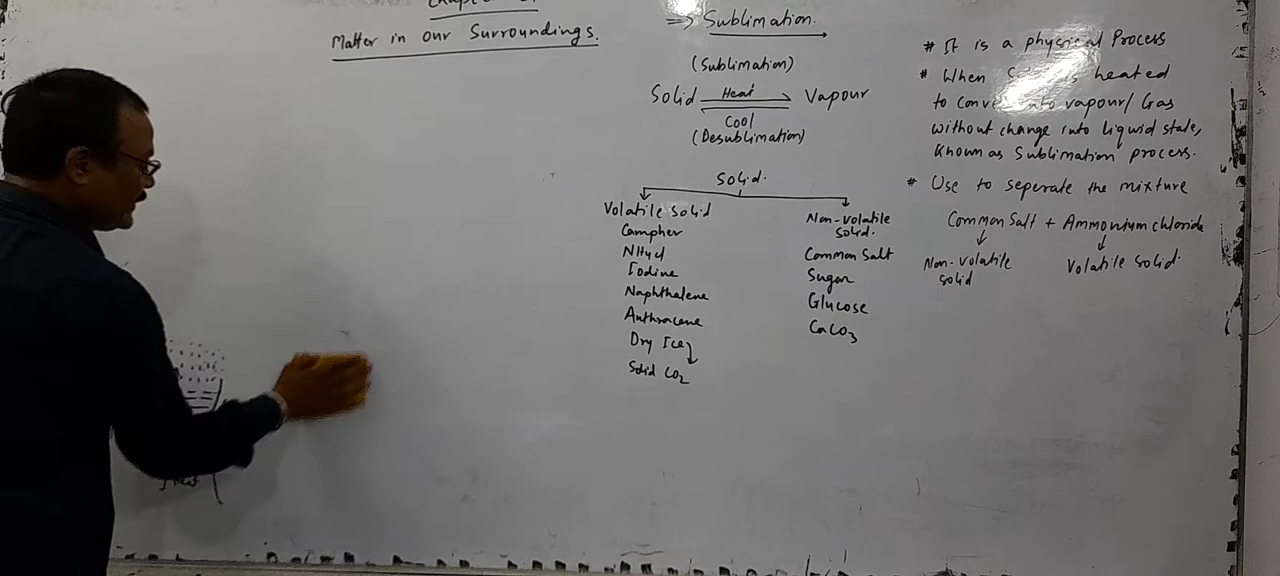 Matter in our Surroundings.
=> Sublimation.
(Sublimation)
Solid Heat Vapour
Cool
(Desublimation)
Solid.
Volatile solid
Campher
NH4Cl
Iodine
Naphthalene
Anthracene
Dry Ice
Solid CO2
Non-volatile
solid.
Common Salt
Sugar
Glucose
CaCO3
# It is a physical Process
# When heated
to into vapour/Gas
without change into liquid state,
Known as Sublimation process.
# Use to seperate the mixture
Common Salt + Ammonium chloride
Non-volatile
solid
Volatile Solid.